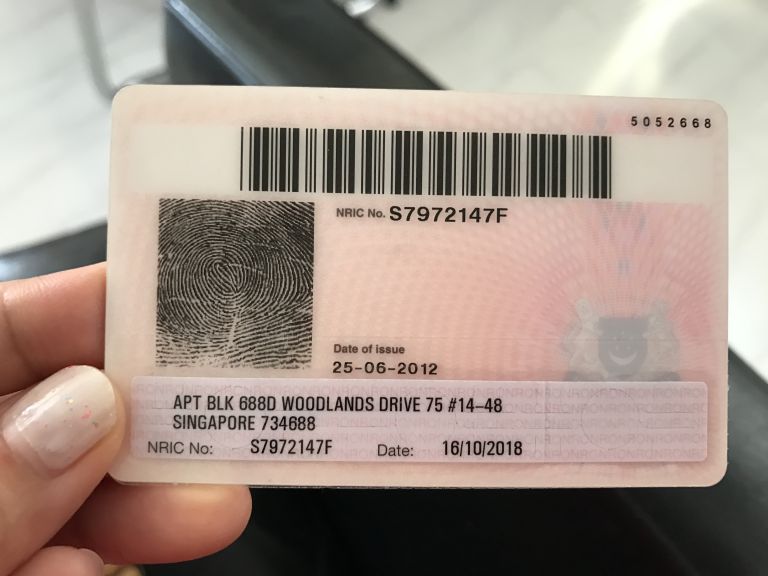 5052668
NRIC No. S7972147F
Date of issue
25-06-2012
APT BLK 688D WOODLANDS DRIVE 75 #14-48
SINGAPORE 734688
NRIC No: S7972147F Date: 16/10/2018